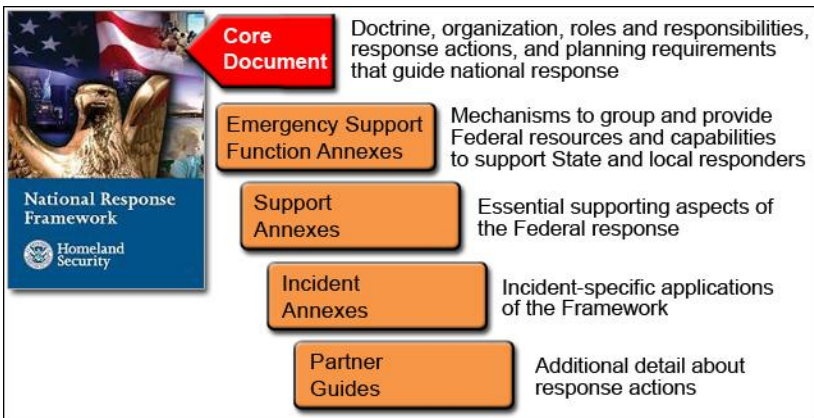 Core
Document
Doctrine, organization, roles and responsibilities,
response actions, and planning requirements
that guide national response
Emergency Support
Function Annexes
Mechanisms to group and provide
Federal resources and capabilities
to support State and local responders
National Response
Framework
Homeland
Security
Support
Annexes
Essential supporting aspects of
the Federal response
Incident
Annexes
Incident-specific applications
of the Framework
Partner
Guides
Additional detail about
response actions